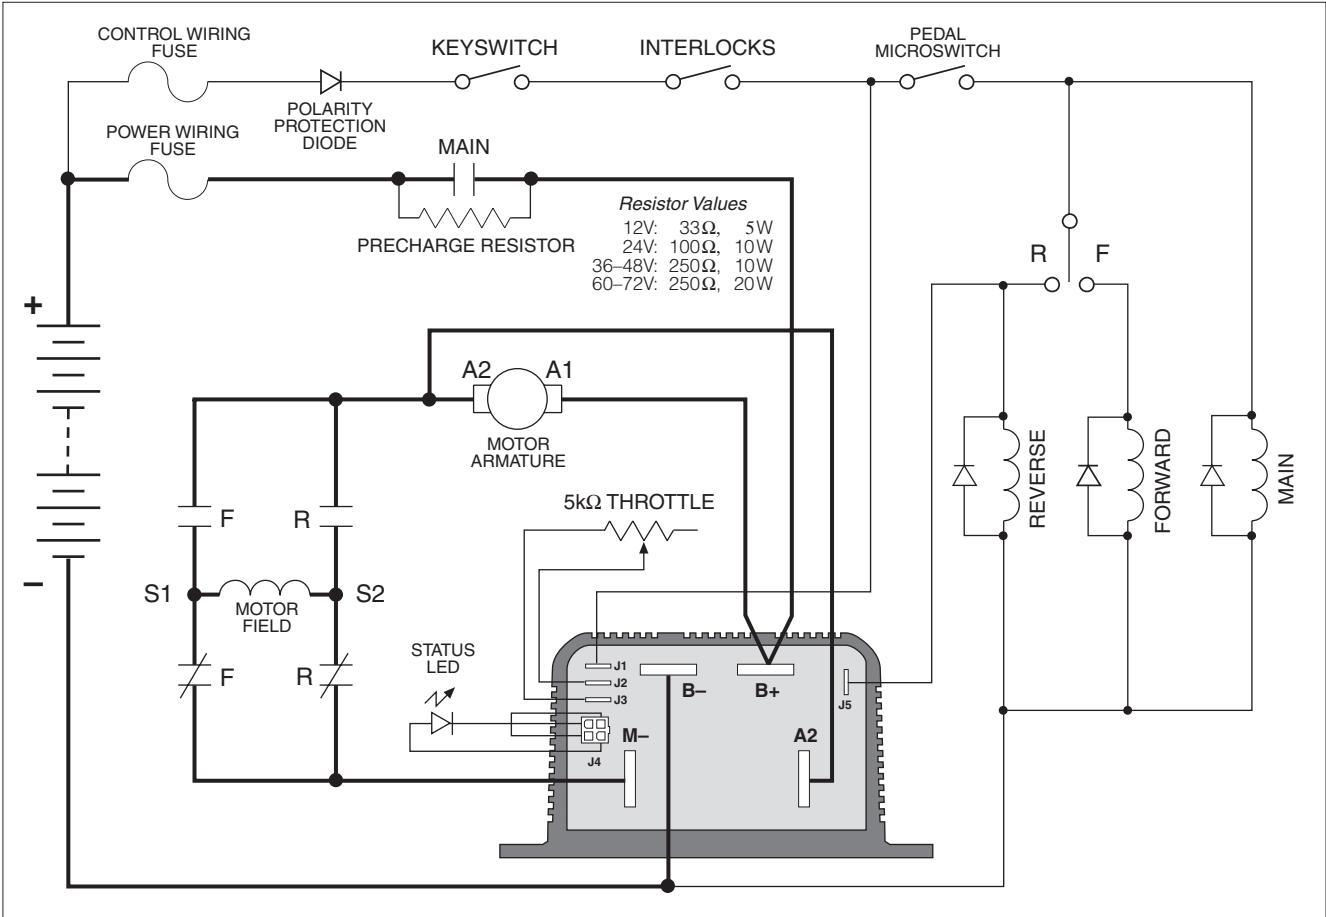 CONTROL WIRING
FUSE
KEYSWITCH
INTERLOCKS
PEDAL
MICROSWITCH
POLARITY
PROTECTION
DIODE
POWER WIRING
FUSE
MAIN
PRECHARGE RESISTOR
Resistor Values
12V: 33Ω, 5W
24V: 100Ω, 10W
36–48V: 250Ω, 10W
60–72V: 250Ω, 20W
R F
+
–
A2 A1
MOTOR
ARMATURE
REVERSE
FORWARD
MAIN
5kΩ THROTTLE
F R
S1 S2
MOTOR
FIELD
F R
STATUS
LED
J1
J2
J3
J4
B–
B+
J5
M–
A2